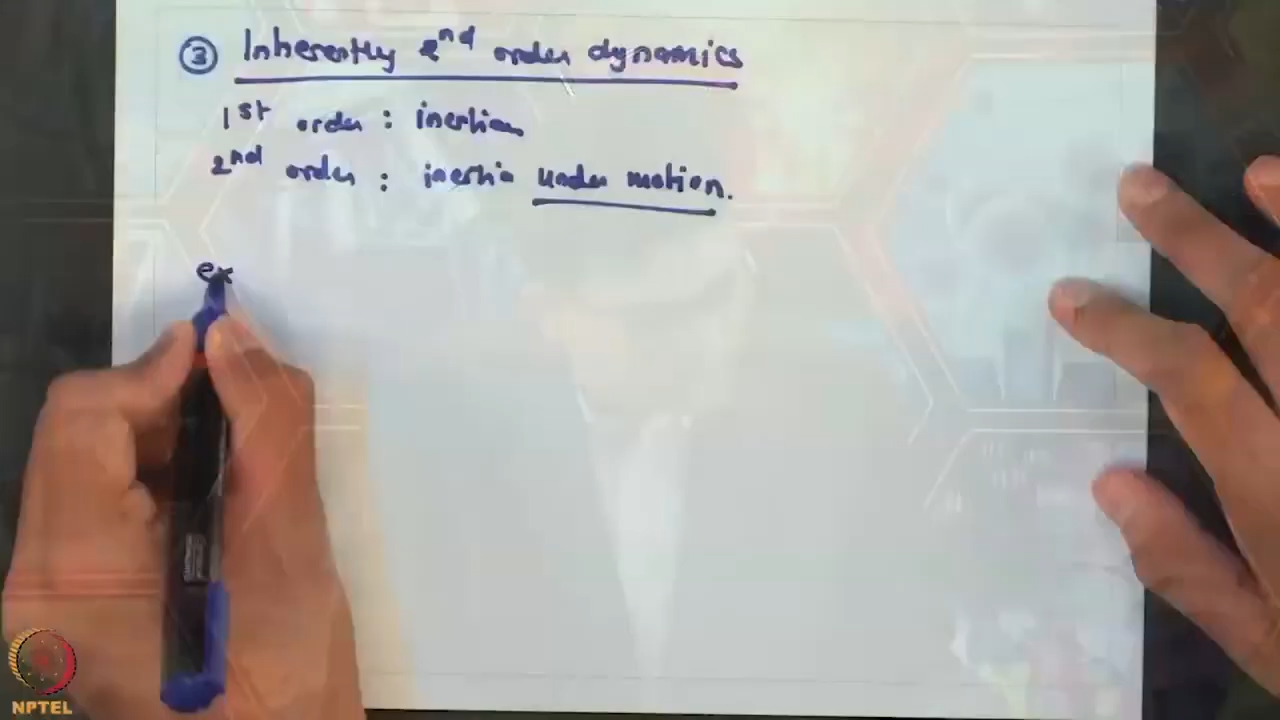 ③ Inherently 2nd order dynamics
1st order : inertia
2nd order : inertia under motion.
ex
NPTEL